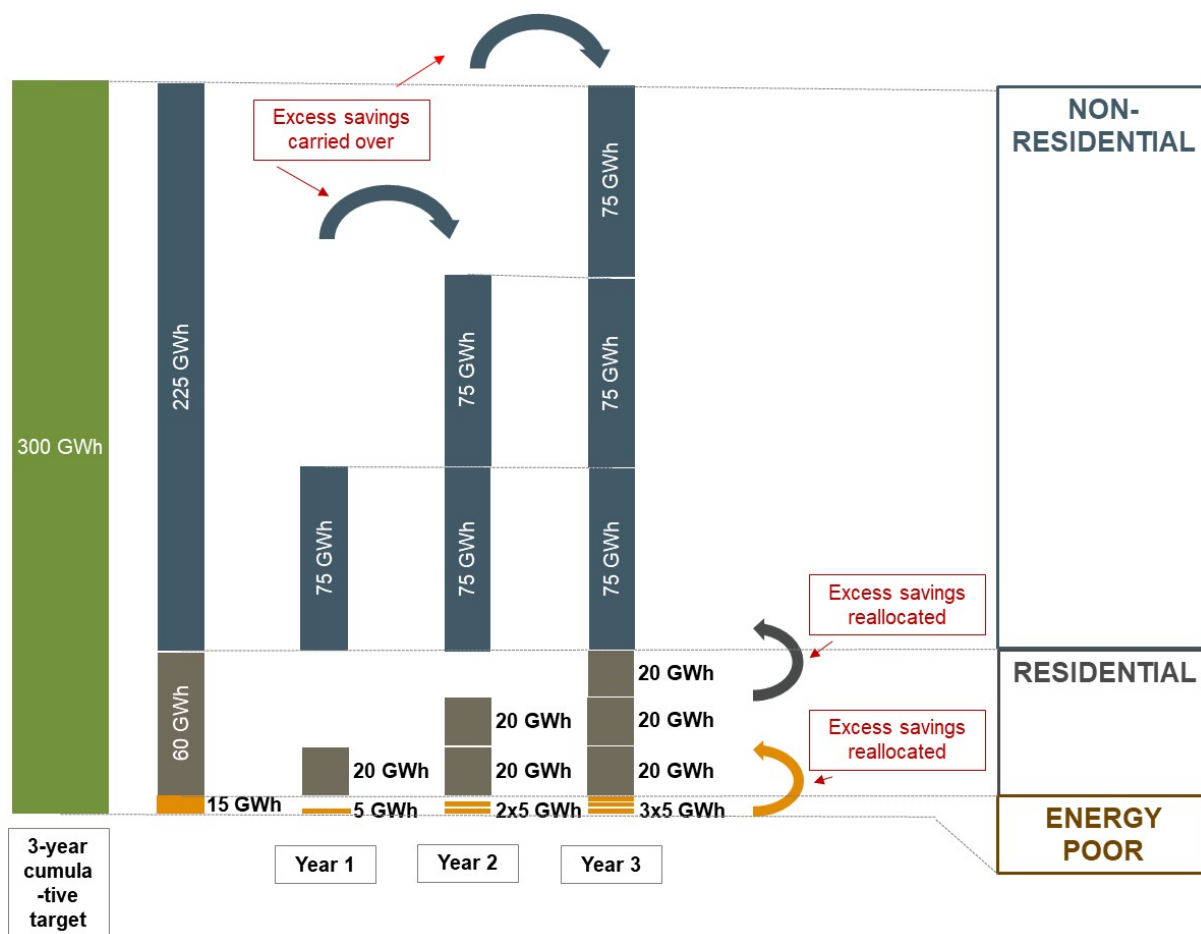 Excess savings
carried over
NON-
RESIDENTIAL
300 GWh
225 GWh
75 GWh
75 GWh
75 GWh
75 GWh
75 GWh
75 GWh
Excess savings
reallocated
RESIDENTIAL
60 GWh
20 GWh
20 GWh
20 GWh
20 GWh
20 GWh
20 GWh
Excess savings
reallocated
15 GWh
5 GWh
2x5 GWh
3x5 GWh
ENERGY
POOR
3-year
cumula
-tive
target
Year 1
Year 2
Year 3